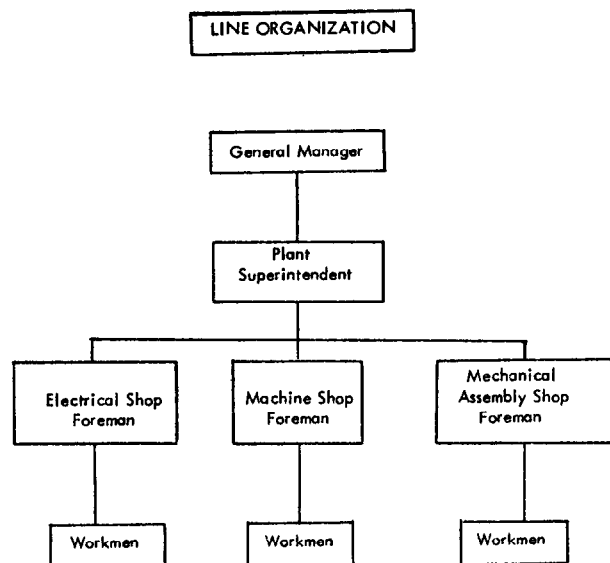 LINE ORGANIZATION
General Manager
Plant
Superintendent
Electrical Shop
Foreman
Machine Shop
Foreman
Mechanical
Assembly Shop
Foreman
Workmen
Workmen
Workmen